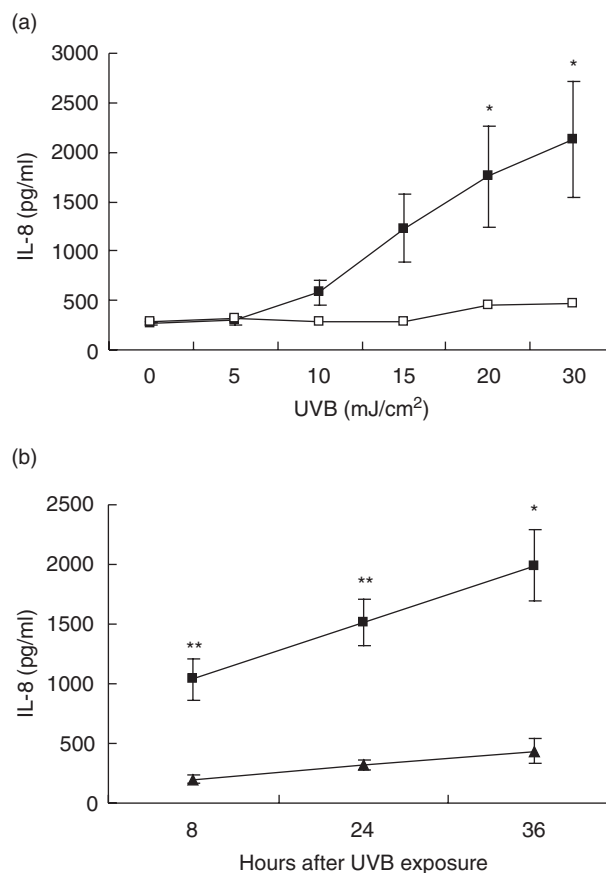 (a)
3000
2500
2000
1500
1000
500
0
IL-8 (pg/ml)
*
*
0 5 10 15 20 30
UVB (mJ/cm²)
(b)
2500
2000
1500
1000
500
0
IL-8 (pg/ml)
**
**
*
8 24 36
Hours after UVB exposure